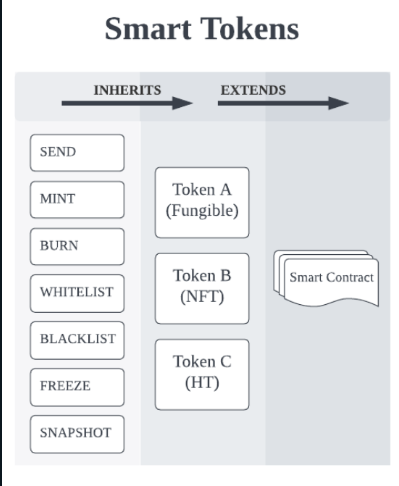 Smart Tokens
INHERITS
EXTENDS
SEND
MINT
BURN
WHITELIST
BLACKLIST
FREEZE
SNAPSHOT
Token A
(Fungible)
Token B
(NFT)
Token C
(HT)
Smart Contract